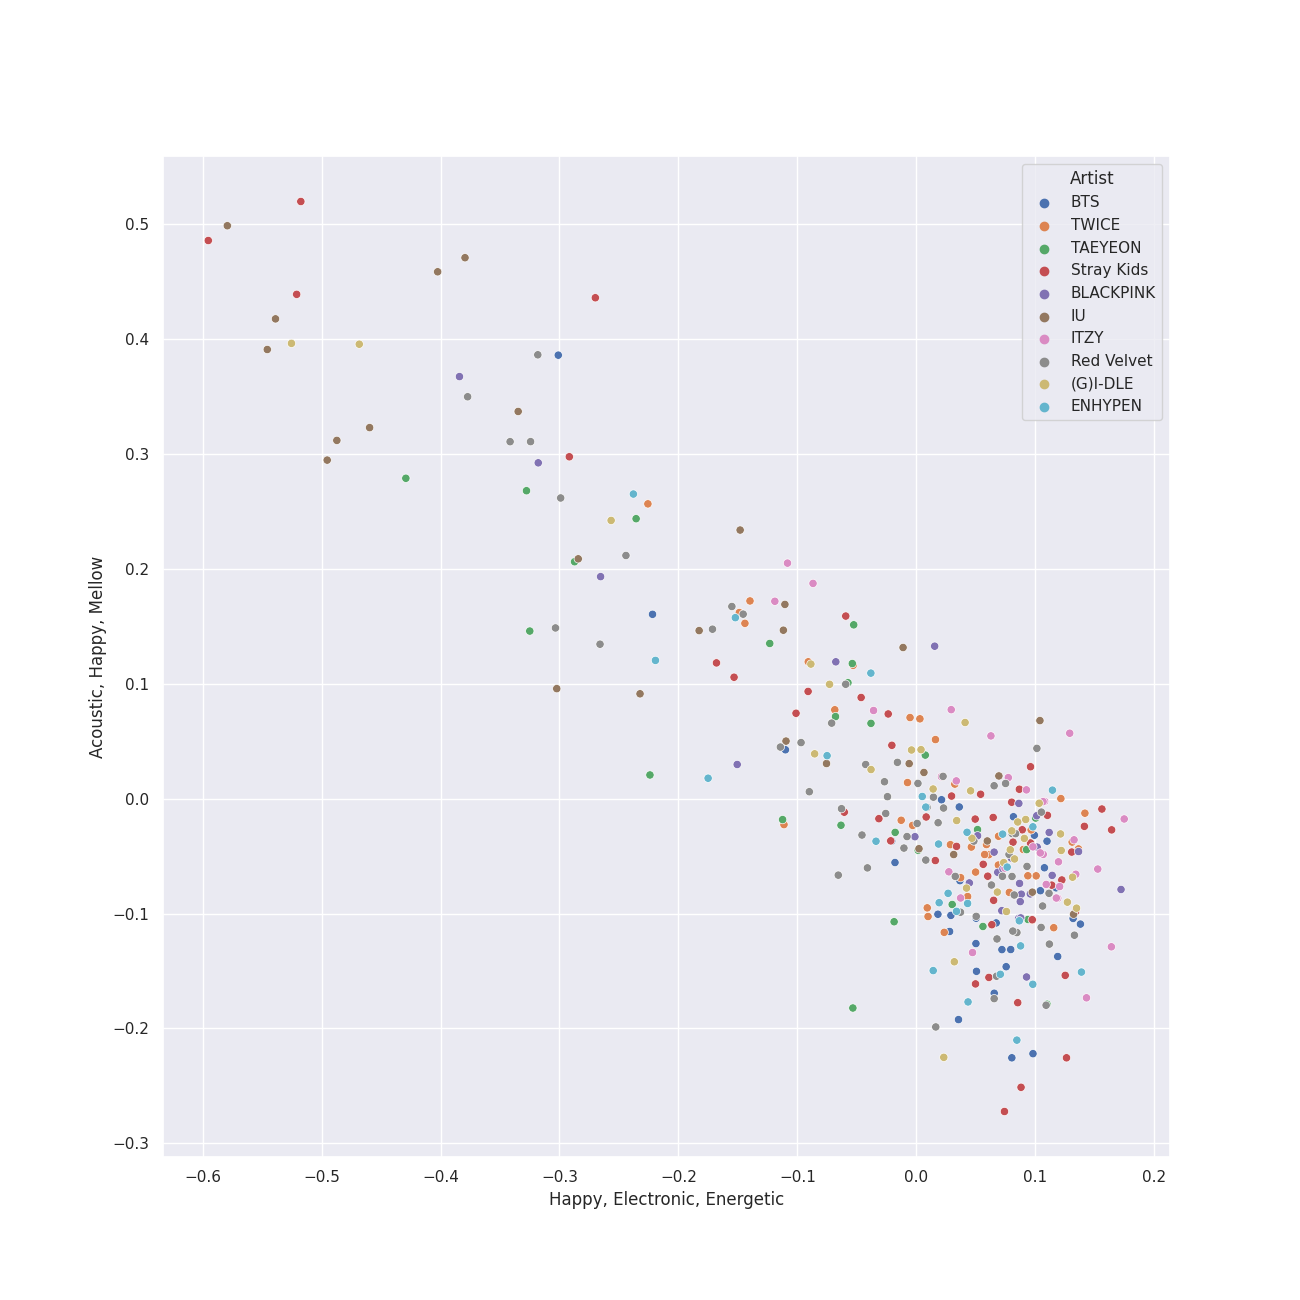 Artist
BTS
TWICE
TAEYEON
Stray Kids
BLACKPINK
IU
ITZY
Red Velvet
(G)I-DLE
ENHYPEN
0.5
0.4
0.3
0.2
0.1
0.0
−0.1
−0.2
−0.3
Acoustic, Happy, Mellow
−0.6 −0.5 −0.4 −0.3 −0.2 −0.1 0.0 0.1 0.2
Happy, Electronic, Energetic